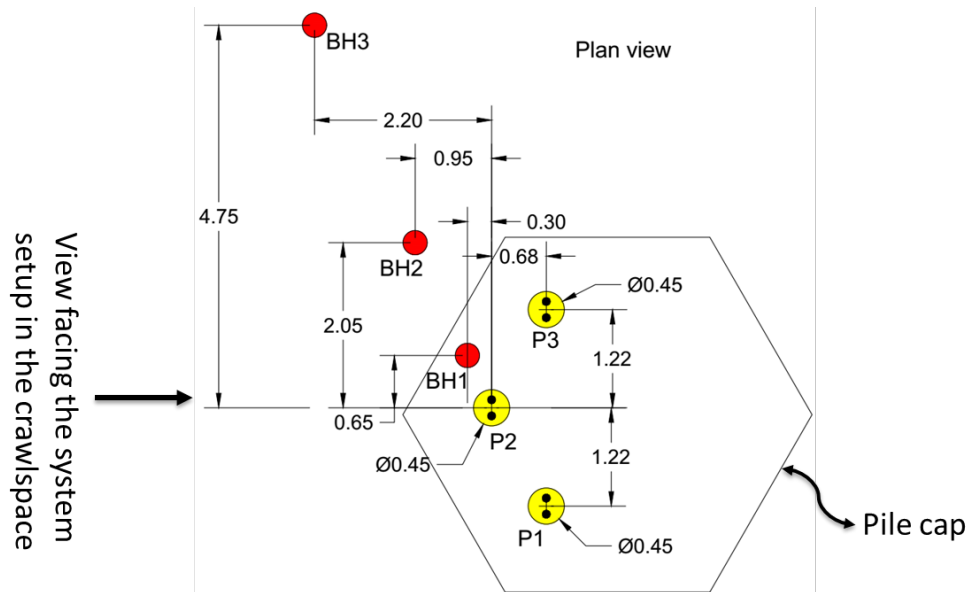 BH3
Plan view
2.20
0.95
4.75
0.30
BH2
0.68
Ø0.45
2.05
P3
1.22
BH1
0.65
P2
Ø0.45
1.22
P1
Ø0.45
Pile cap
View facing the system
setup in the crawlspace